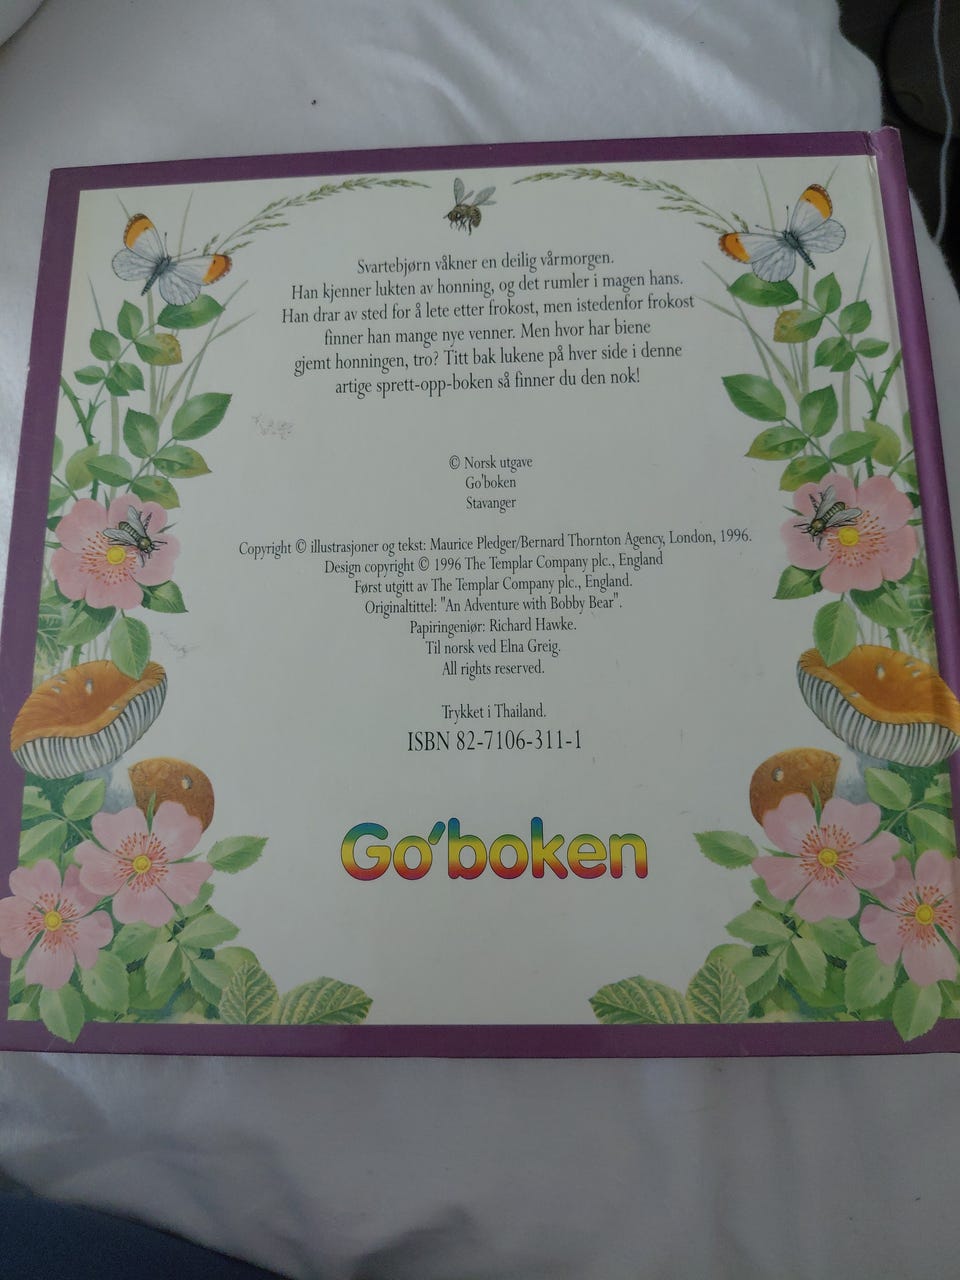 Svartebjørn våkner en deilig vårmorgen.
Han kjenner lukten av honning, og det rumler i magen hans.
Han drar av sted for å lete etter frokost, men istedenfor frokost
finner han mange nye venner. Men hvor har biene
gjemt honningen, tro? Titt bak lukene på hver side i denne
artige sprett-opp-boken så finner du den nok!
© Norsk utgave
Go'boken
Stavanger
Copyright © illustrasjoner og tekst: Maurice Pledger/Bernard Thornton Agency, London, 1996.
Design copyright © 1996 The Templar Company plc., England
Først utgitt av The Templar Company plc., England.
Originaltittel: "An Adventure with Bobby Bear".
Papiringeniør: Richard Hawke.
Til norsk ved Elna Greig.
All rights reserved.
Trykket i Thailand.
ISBN 82-7106-311-1
Go'boken